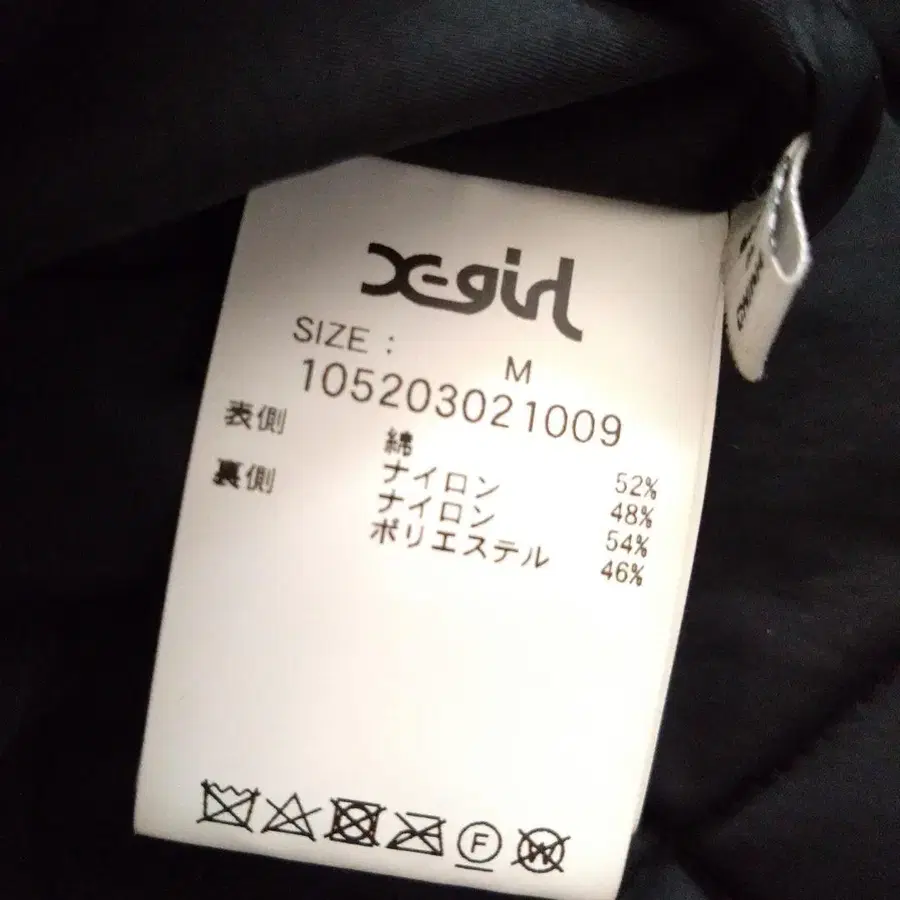 X-girl
SIZE : M
105203021009
表側 綿 52%
ナイロン 48%
裏側 ナイロン 54%
ポリエステル 46%
F
W